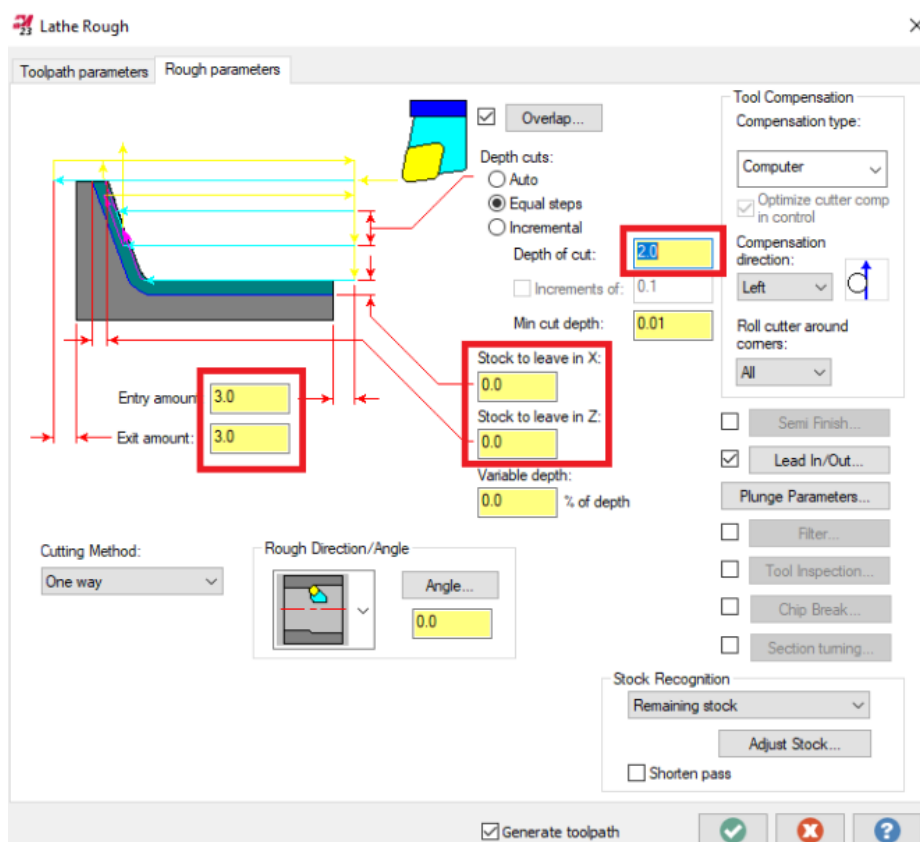 23 Lathe Rough
Toolpath parameters Rough parameters
Overlap...
Depth cuts:
Auto
Equal steps
Incremental
Depth of cut: 2.0
Increments of: 0.1
Min cut depth: 0.01
Stock to leave in X:
0.0
Stock to leave in Z:
0.0
Variable depth:
0.0 % of depth
Entry amoun 3.0
Exit amount: 3.0
Cutting Method:
One way
Rough Direction/Angle
Angle...
0.0
Tool Compensation
Compensation type:
Computer
Optimize cutter comp
in control
Compensation
direction:
Left
Roll cutter around
corners:
All
Semi Finish...
Lead In/Out...
Plunge Parameters...
Filter...
Tool Inspection...
Chip Break...
Section turning...
Stock Recognition
Remaining stock
Adjust Stock...
Shorten pass
Generate toolpath
?